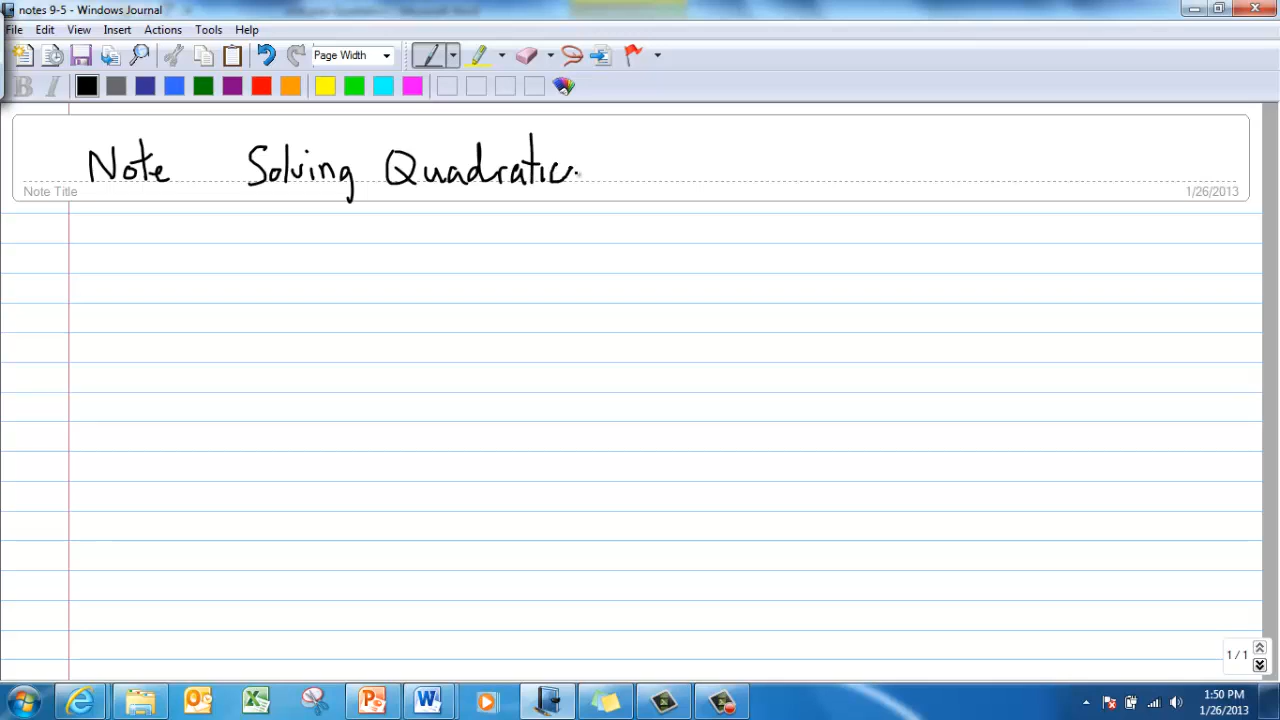 notes 9-5 - Windows Journal
File Edit View Insert Actions Tools Help
Page Width
B I
Note Solving Quadratic
Note Title
1/26/2013
1 / 1
1:50 PM
1/26/2013